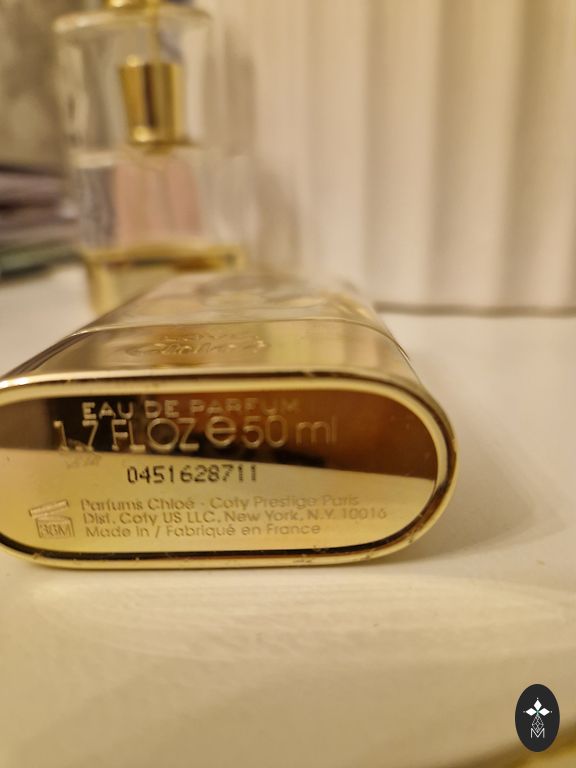 EAU DE PARFUM
1.7 FL OZ e 50 ml
0451628711
Parfums Chloé - Coty Prestige Paris
Dist. Coty US LLC, New York, N.Y. 10016
36M
Made in / Fabriqué en France
M